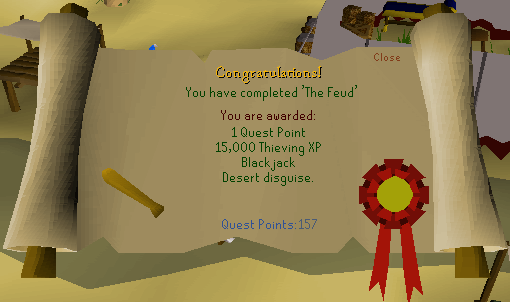 Close
Congratulations!
You have completed 'The Feud'
You are awarded:
1 Quest Point
15,000 Thieving XP
Blackjack
Desert disguise.
Quest Points: 157